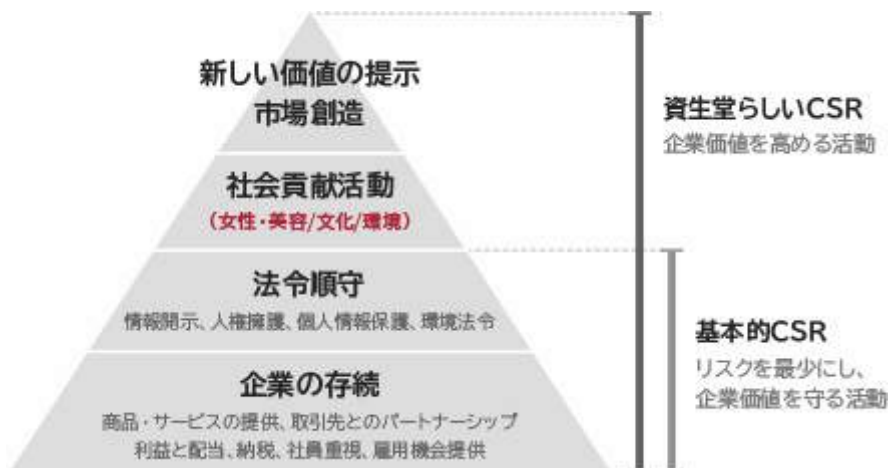 新しい価値の提示
市場創造
社会貢献活動
(女性・美容/文化/環境)
法令順守
情報開示、人権擁護、個人情報保護、環境法令
企業の存続
商品・サービスの提供、取引先とのパートナーシップ
利益と配当、納税、社員重視、雇用機会提供
資生堂らしいCSR
企業価値を高める活動
基本的CSR
リスクを最少にし、
企業価値を守る活動